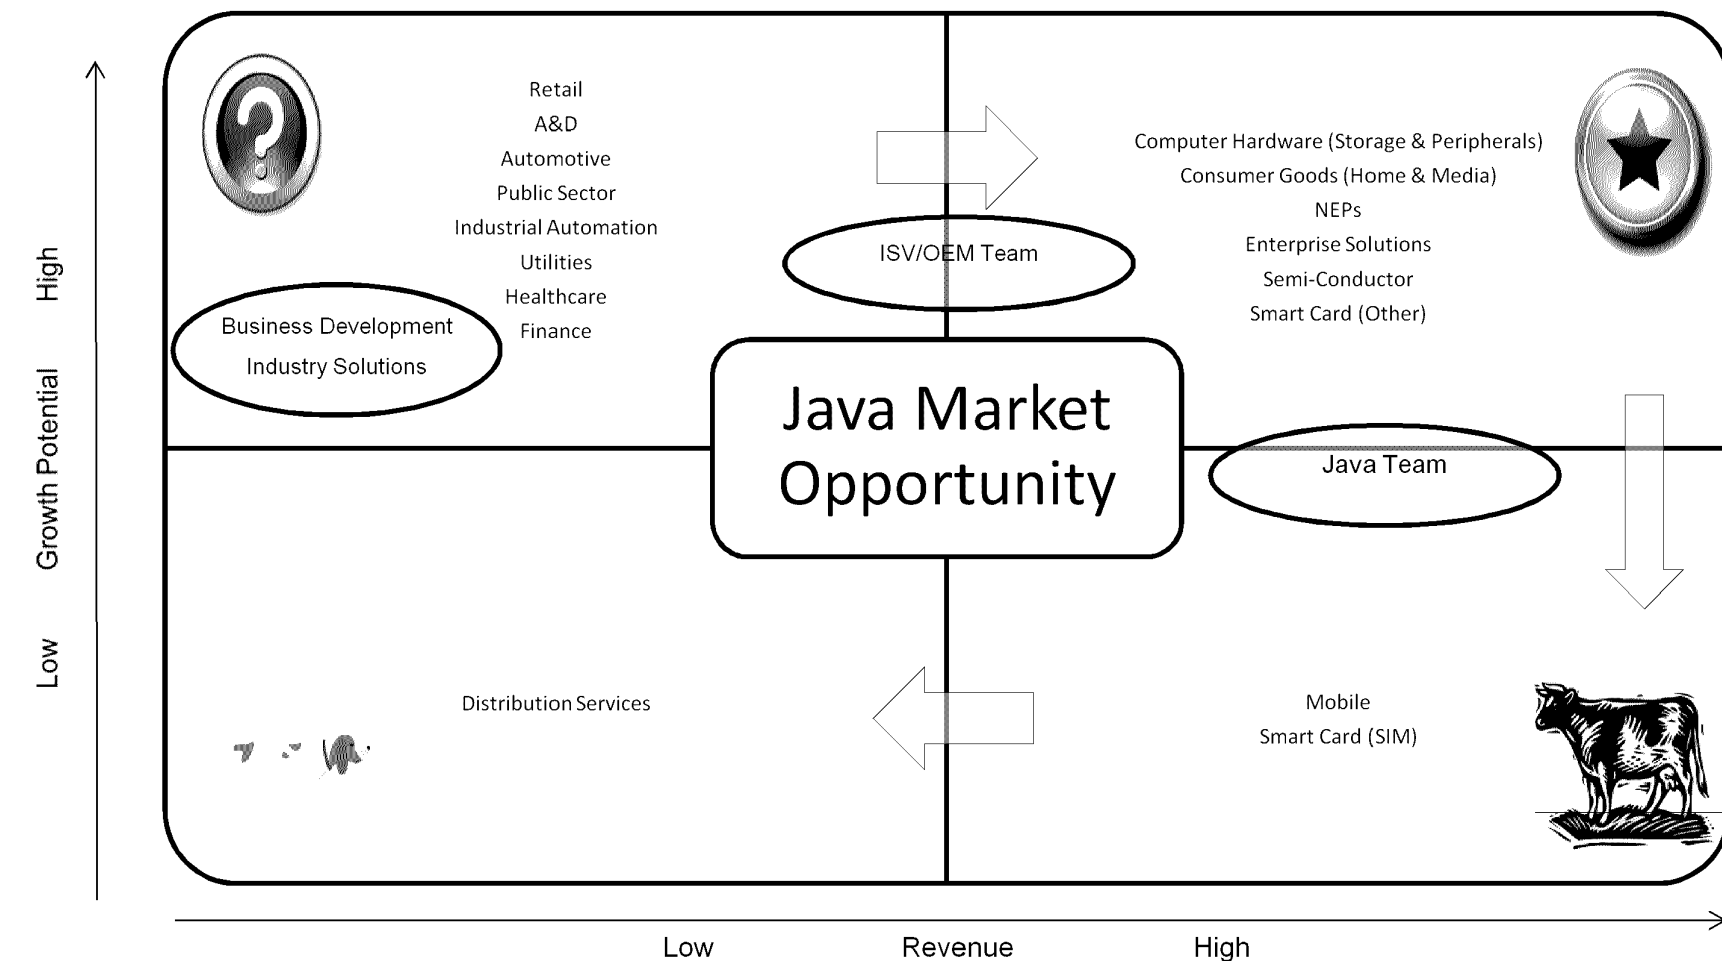 Retail
A&D
Automotive
Public Sector
Industrial Automation
Utilities
Healthcare
Finance
Business Development
Industry Solutions
ISV/OEM Team
Computer Hardware (Storage & Peripherals)
Consumer Goods (Home & Media)
NEPs
Enterprise Solutions
Semi-Conductor
Smart Card (Other)
Java Market
Opportunity
Java Team
Distribution Services
Mobile
Smart Card (SIM)
Low Growth Potential High
Low Revenue High